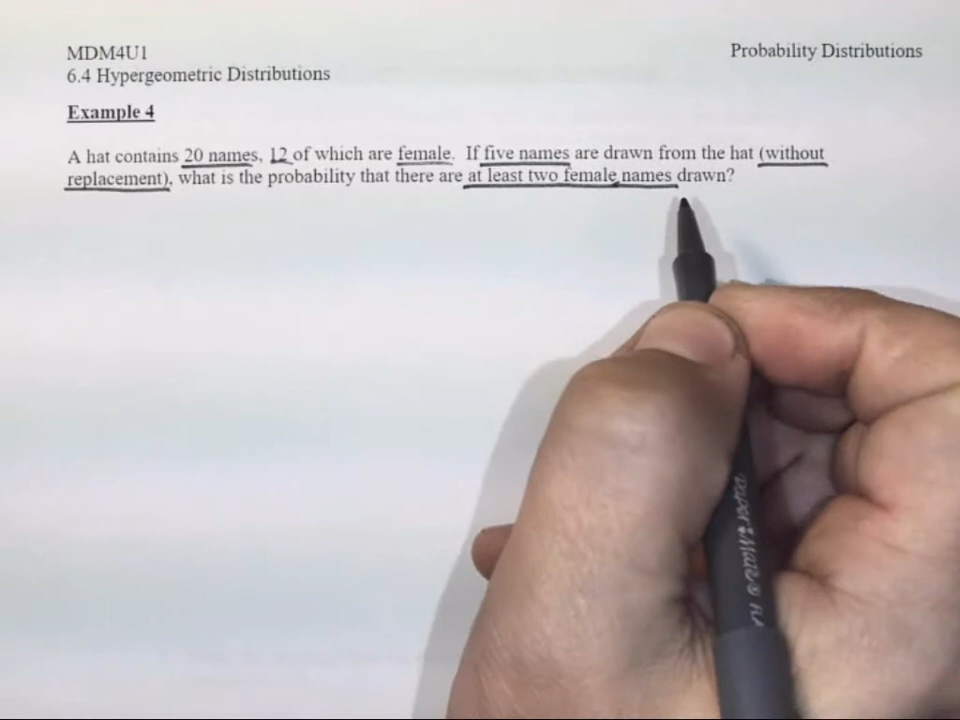 MDM4U1
Probability Distributions
6.4 Hypergeometric Distributions
Example 4
A hat contains 20 names, 12 of which are female. If five names are drawn from the hat (without
replacement), what is the probability that there are at least two female names drawn?
PaperMate